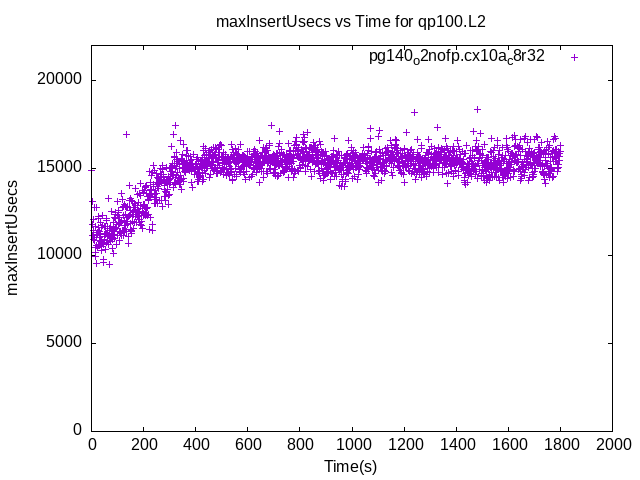 maxInsertUsecs vs Time for qp100.L2
pg140o2nofp.cx10ac8r32
20000
15000
10000
5000
0
maxInsertUsecs
0 200 400 600 800 1000 1200 1400 1600 1800 2000
Time(s)